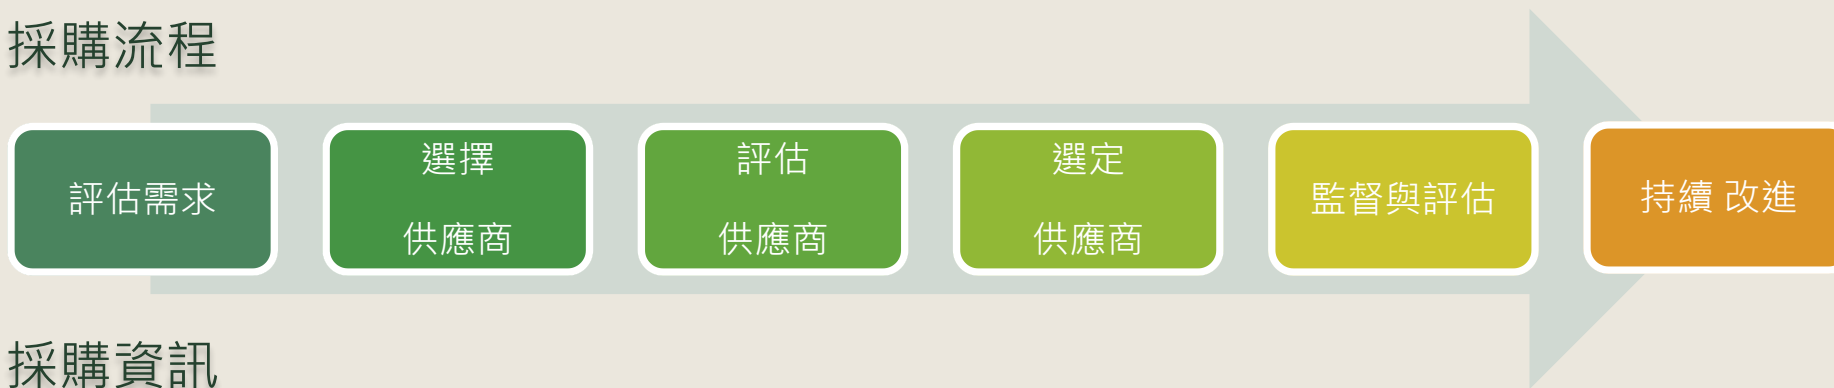 採購流程
評估需求
選擇
供應商
評估
供應商
選定
供應商
監督與評估
持續 改進
採購資訊